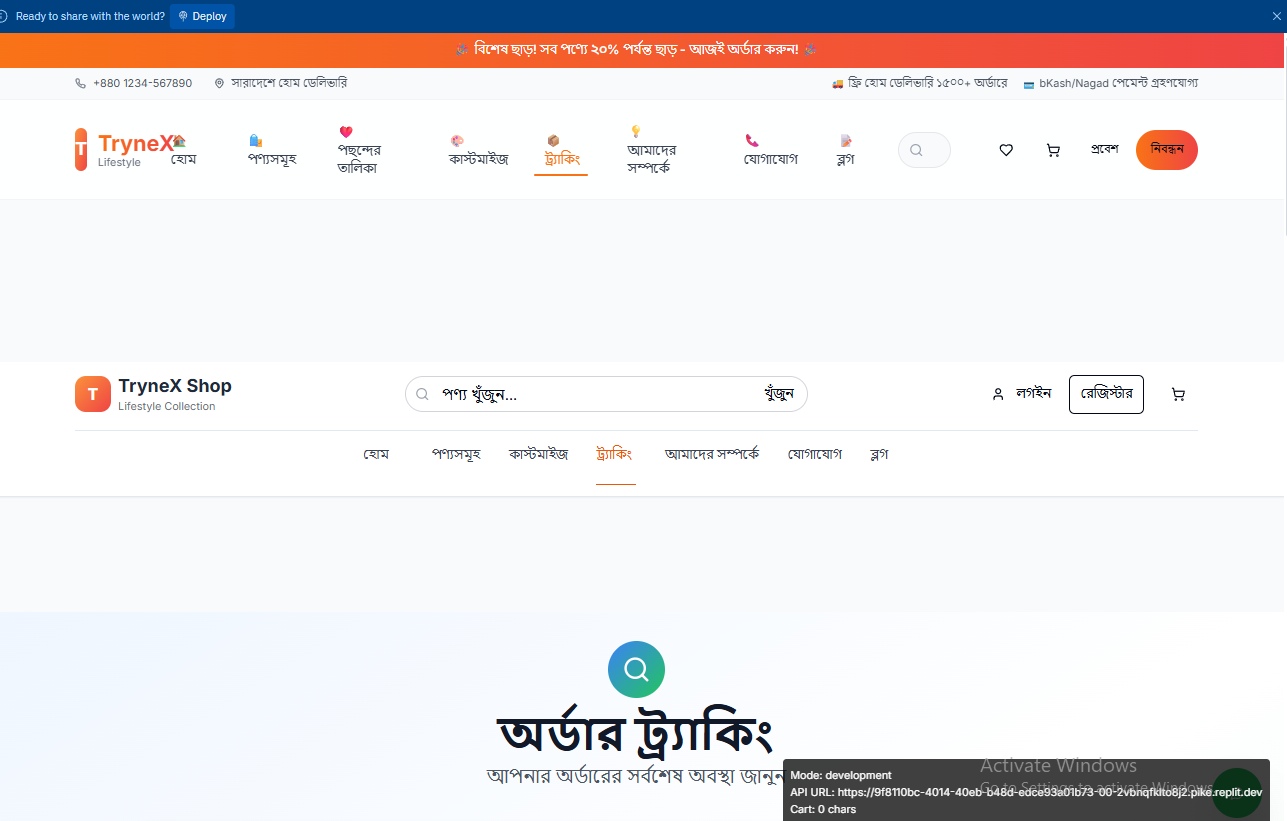 Ready to share with the world? Deploy
🎉 বিশেষ ছাড়! সব পণ্যে ২০% পর্যন্ত ছাড় - আজই অর্ডার করুন! 🎉
+880 1234-567890 সারাদেশে হোম ডেলিভারি 🚚 ফ্রি হোম ডেলিভারি ১৫০০+ অর্ডারে 💳 bKash/Nagad পেমেন্ট গ্রহণযোগ্য
T TryneX
Lifestyle
🏠 হোম
🛍️ পণ্যসমূহ
❤️ পছন্দের
তালিকা
🎨 কাস্টমাইজ
📦 ট্র্যাকিং
💡 আমাদের
সম্পর্কে
📞 যোগাযোগ
📝 ব্লগ
প্রবেশ
নিবন্ধন
T TryneX Shop
Lifestyle Collection
পণ্য খুঁজুন... খুঁজুন
লগইন রেজিস্টার
হোম পণ্যসমূহ কাস্টমাইজ ট্র্যাকিং আমাদের সম্পর্কে যোগাযোগ ব্লগ
অর্ডার ট্র্যাকিং
আপনার অর্ডারের সর্বশেষ অবস্থা জানুন
Activate Windows
Go to Settings to activate Windows.
Mode: development
API URL: https://9f8110bc-4014-40eb-b48d-edce93a01b73-00-2vbnqfklto8j2.pike.replit.dev
Cart: 0 chars